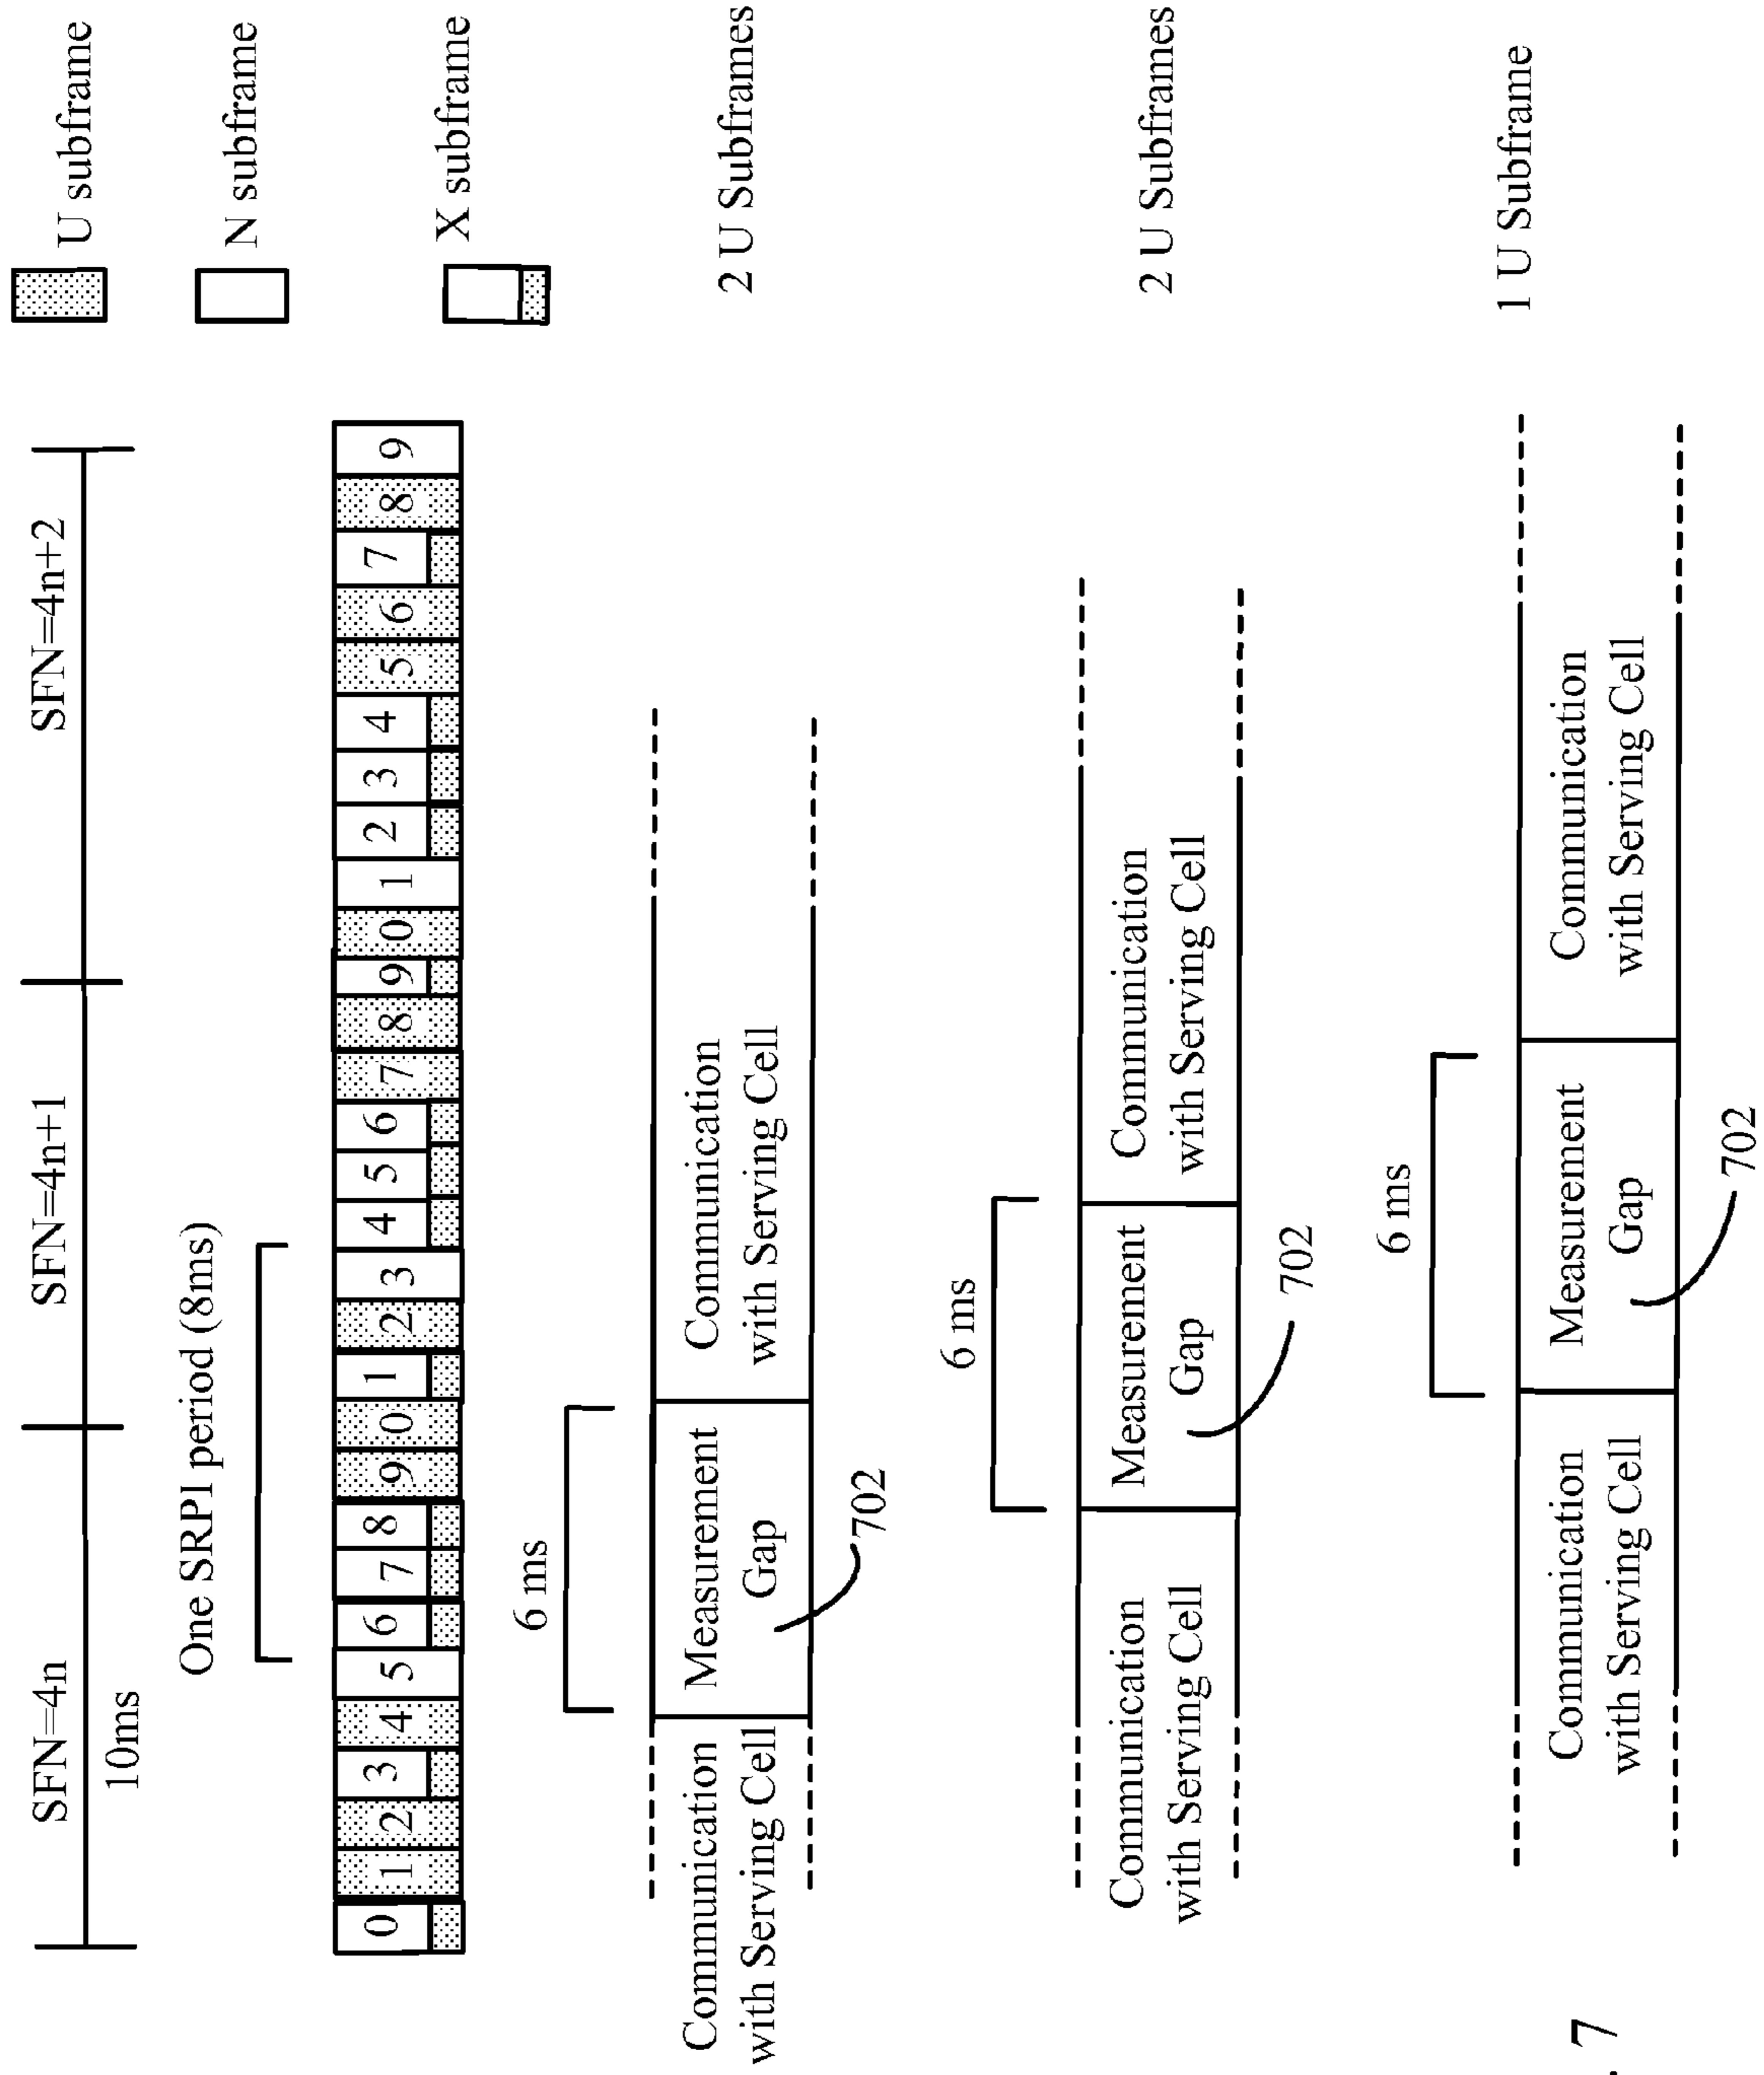 SFN=4n
SFN=4n+1
SFN=4n+2
10ms
One SRPI period (8ms)
0 1 2 3 4 5 6 7 8 9 0 1 2 3 4 5 6 7 8 9 0 1 2 3 4 5 6 7 8 9
U subframe
N subframe
X subframe
6 ms
Communication
with Serving Cell
Measurement
Gap
Communication
with Serving Cell
2 U Subframes
702
6 ms
Communication
with Serving Cell
Measurement
Gap
Communication
with Serving Cell
2 U Subframes
702
6 ms
Communication
with Serving Cell
Measurement
Gap
Communication
with Serving Cell
1 U Subframe
702
. 7